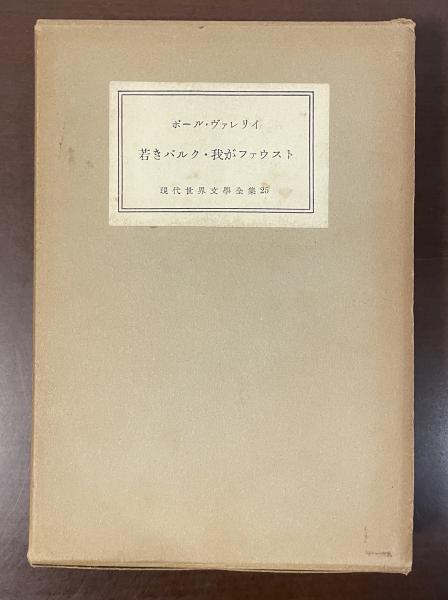 ポール・ヴァレリイ
若きパルク・我がファウスト
現代世界文學全集25